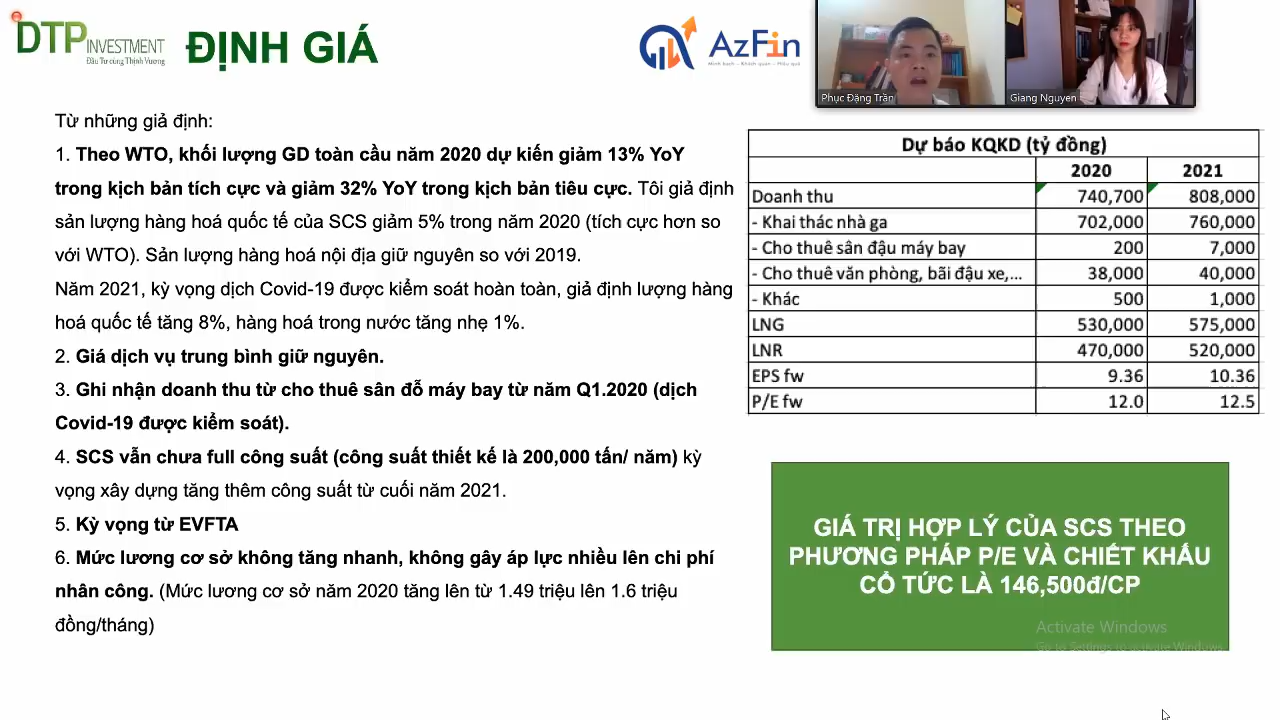 DTP INVESTMENT
Đầu Tư cùng Thịnh Vượng
ĐỊNH GIÁ
AzFin
Minh bạch – Khách quan – Hiệu quả
Phục Đặng Trần
Giang Nguyen
Từ những giả định:
1. Theo WTO, khối lượng GD toàn cầu năm 2020 dự kiến giảm 13% YoY
trong kịch bản tích cực và giảm 32% YoY trong kịch bản tiêu cực. Tôi giả định
sản lượng hàng hoá quốc tế của SCS giảm 5% trong năm 2020 (tích cực hơn so
với WTO). Sản lượng hàng hoá nội địa giữ nguyên so với 2019.
Năm 2021, kỳ vọng dịch Covid-19 được kiểm soát hoàn toàn, giả định lượng hàng
hoá quốc tế tăng 8%, hàng hoá trong nước tăng nhẹ 1%.
2. Giá dịch vụ trung bình giữ nguyên.
3. Ghi nhận doanh thu từ cho thuê sân đỗ máy bay từ năm Q1.2020 (dịch
Covid-19 được kiểm soát).
4. SCS vẫn chưa full công suất (công suất thiết kế là 200,000 tấn/ năm) kỳ
vọng xây dựng tăng thêm công suất từ cuối năm 2021.
5. Kỳ vọng từ EVFTA
6. Mức lương cơ sở không tăng nhanh, không gây áp lực nhiều lên chi phí
nhân công. (Mức lương cơ sở năm 2020 tăng lên từ 1.49 triệu lên 1.6 triệu
đồng/tháng)
Dự báo KQKD (tỷ đồng)
2020 2021
Doanh thu 740,700 808,000
- Khai thác nhà ga 702,000 760,000
- Cho thuê sân đậu máy bay 200 7,000
- Cho thuê văn phòng, bãi đậu xe,... 38,000 40,000
- Khác 500 1,000
LNG 530,000 575,000
LNR 470,000 520,000
EPS fw 9.36 10.36
P/E fw 12.0 12.5
GIÁ TRỊ HỢP LÝ CỦA SCS THEO
PHƯƠNG PHÁP P/E VÀ CHIẾT KHẤU
CỔ TỨC LÀ 146,500đ/CP
Activate Windows
Go to Settings to activate Windows.